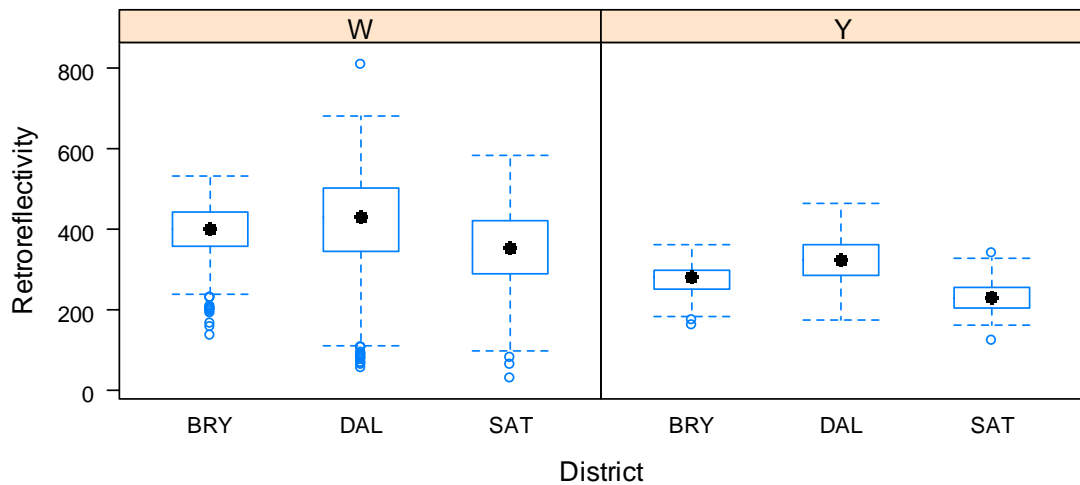 W Y
Retroreflectivity
800
600
400
200
0
BRY DAL SAT BRY DAL SAT
District